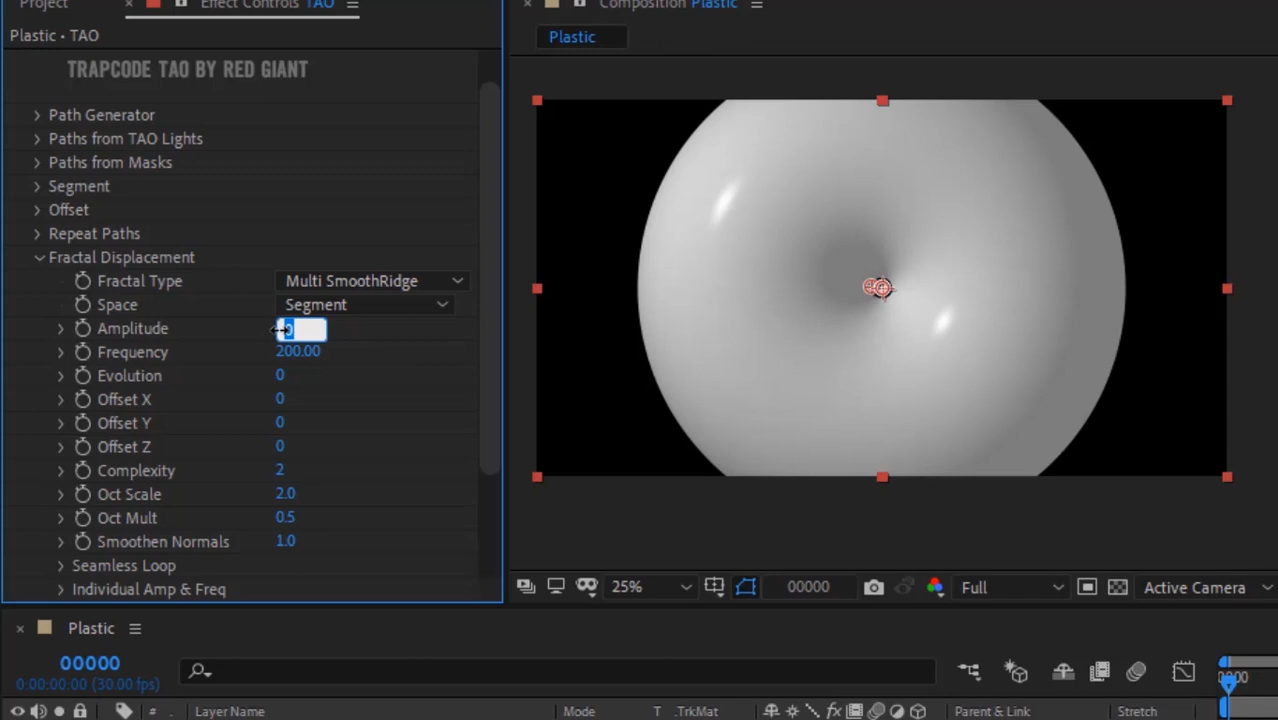 Project
Effect Controls TAO
Composition Plastic
Plastic • TAO
Plastic
TRAPCODE TAO BY RED GIANT
Path Generator
Paths from TAO Lights
Paths from Masks
Segment
Offset
Repeat Paths
Fractal Displacement
Fractal Type Multi SmoothRidge
Space Segment
Amplitude 0
Frequency 200.00
Evolution 0
Offset X 0
Offset Y 0
Offset Z 0
Complexity 2
Oct Scale 2.0
Oct Mult 0.5
Smoothen Normals 1.0
Seamless Loop
Individual Amp & Freq
25% 00000 Full Active Camera
Plastic
00000
0:00:00:00 (30.00 fps)
# Layer Name Mode T .TrkMat Parent & Link Stretch